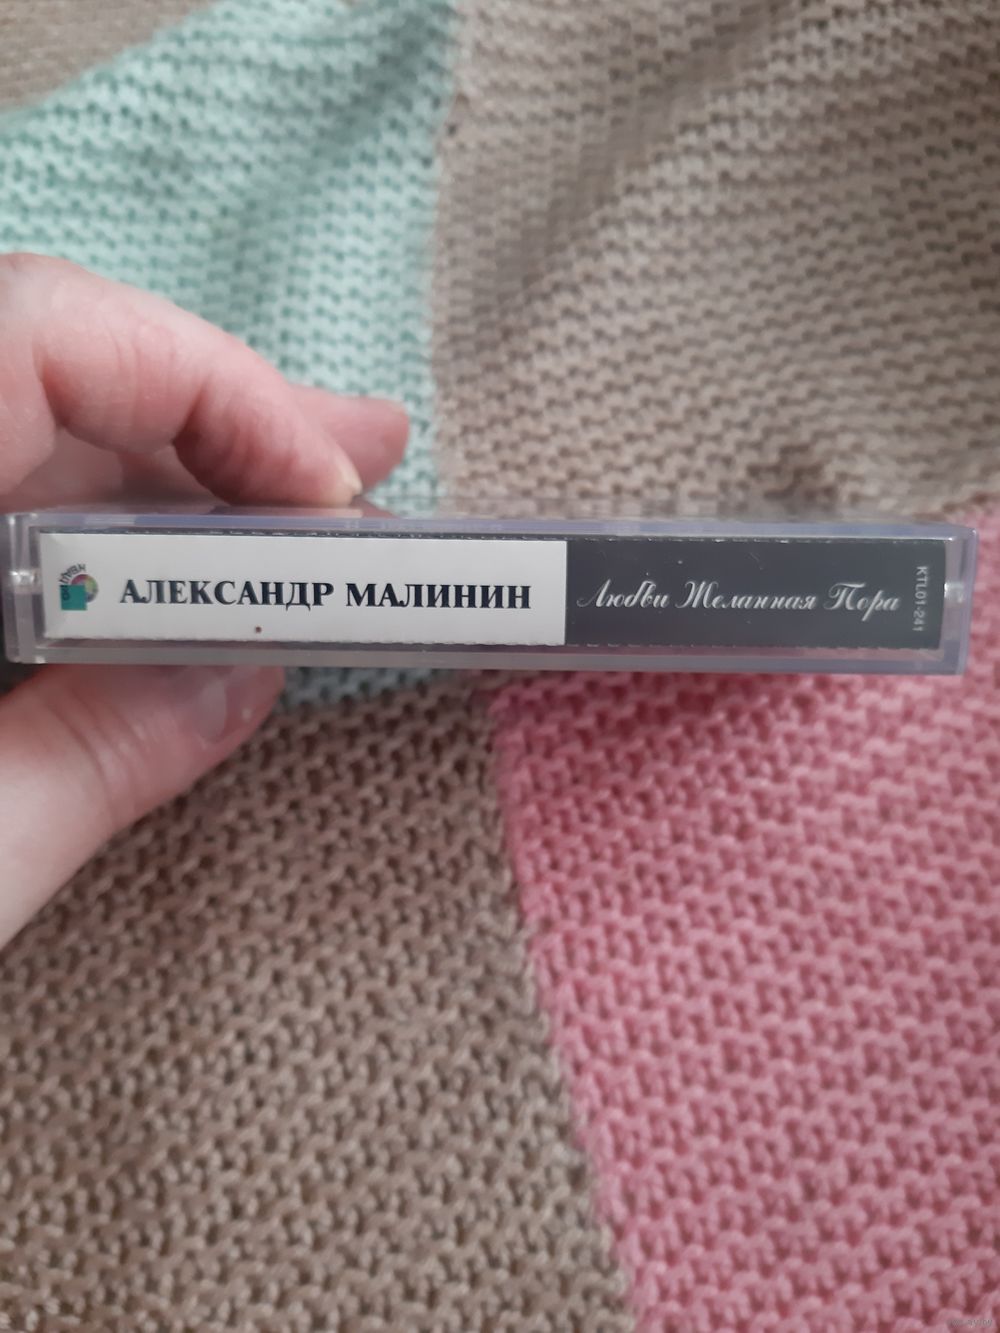 АЛЕКСАНДР МАЛИНИН
Любви Желанная Пора
KTL01-241